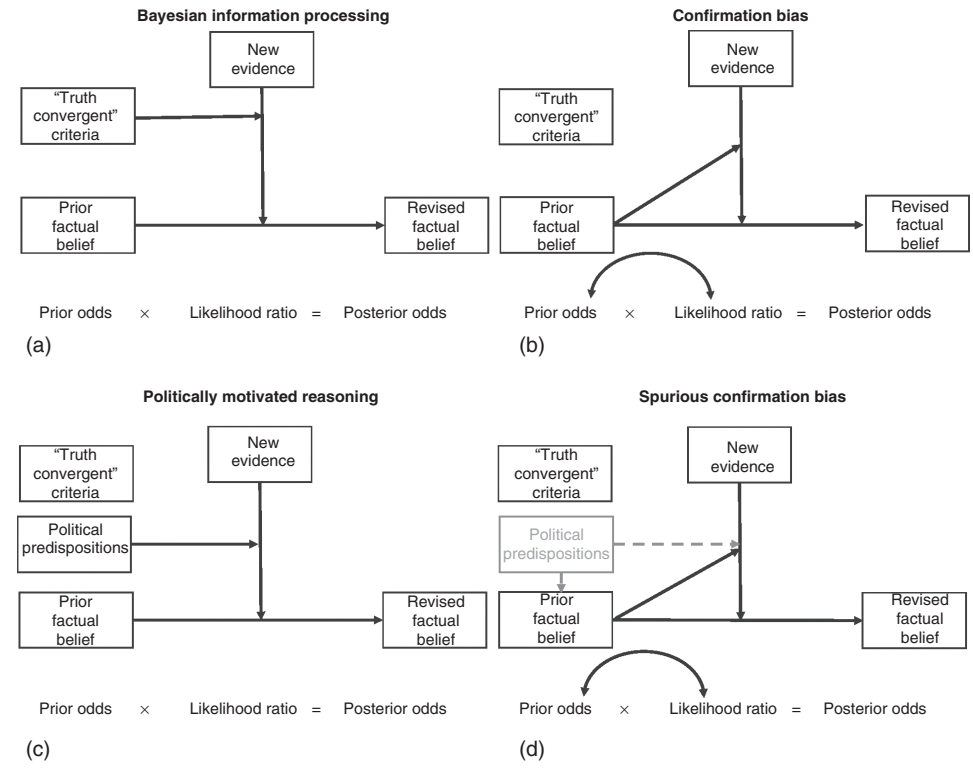 Bayesian information processing
New
evidence
“Truth
convergent”
criteria
Prior
factual
belief
Revised
factual
belief
Prior odds × Likelihood ratio = Posterior odds
(a)
Confirmation bias
New
evidence
“Truth
convergent”
criteria
Prior
factual
belief
Revised
factual
belief
Prior odds × Likelihood ratio = Posterior odds
(b)
Politically motivated reasoning
New
evidence
“Truth
convergent”
criteria
Political
predispositions
Prior
factual
belief
Revised
factual
belief
Prior odds × Likelihood ratio = Posterior odds
(c)
Spurious confirmation bias
New
evidence
“Truth
convergent”
criteria
Political
predispositions
Prior
factual
belief
Revised
factual
belief
Prior odds × Likelihood ratio = Posterior odds
(d)